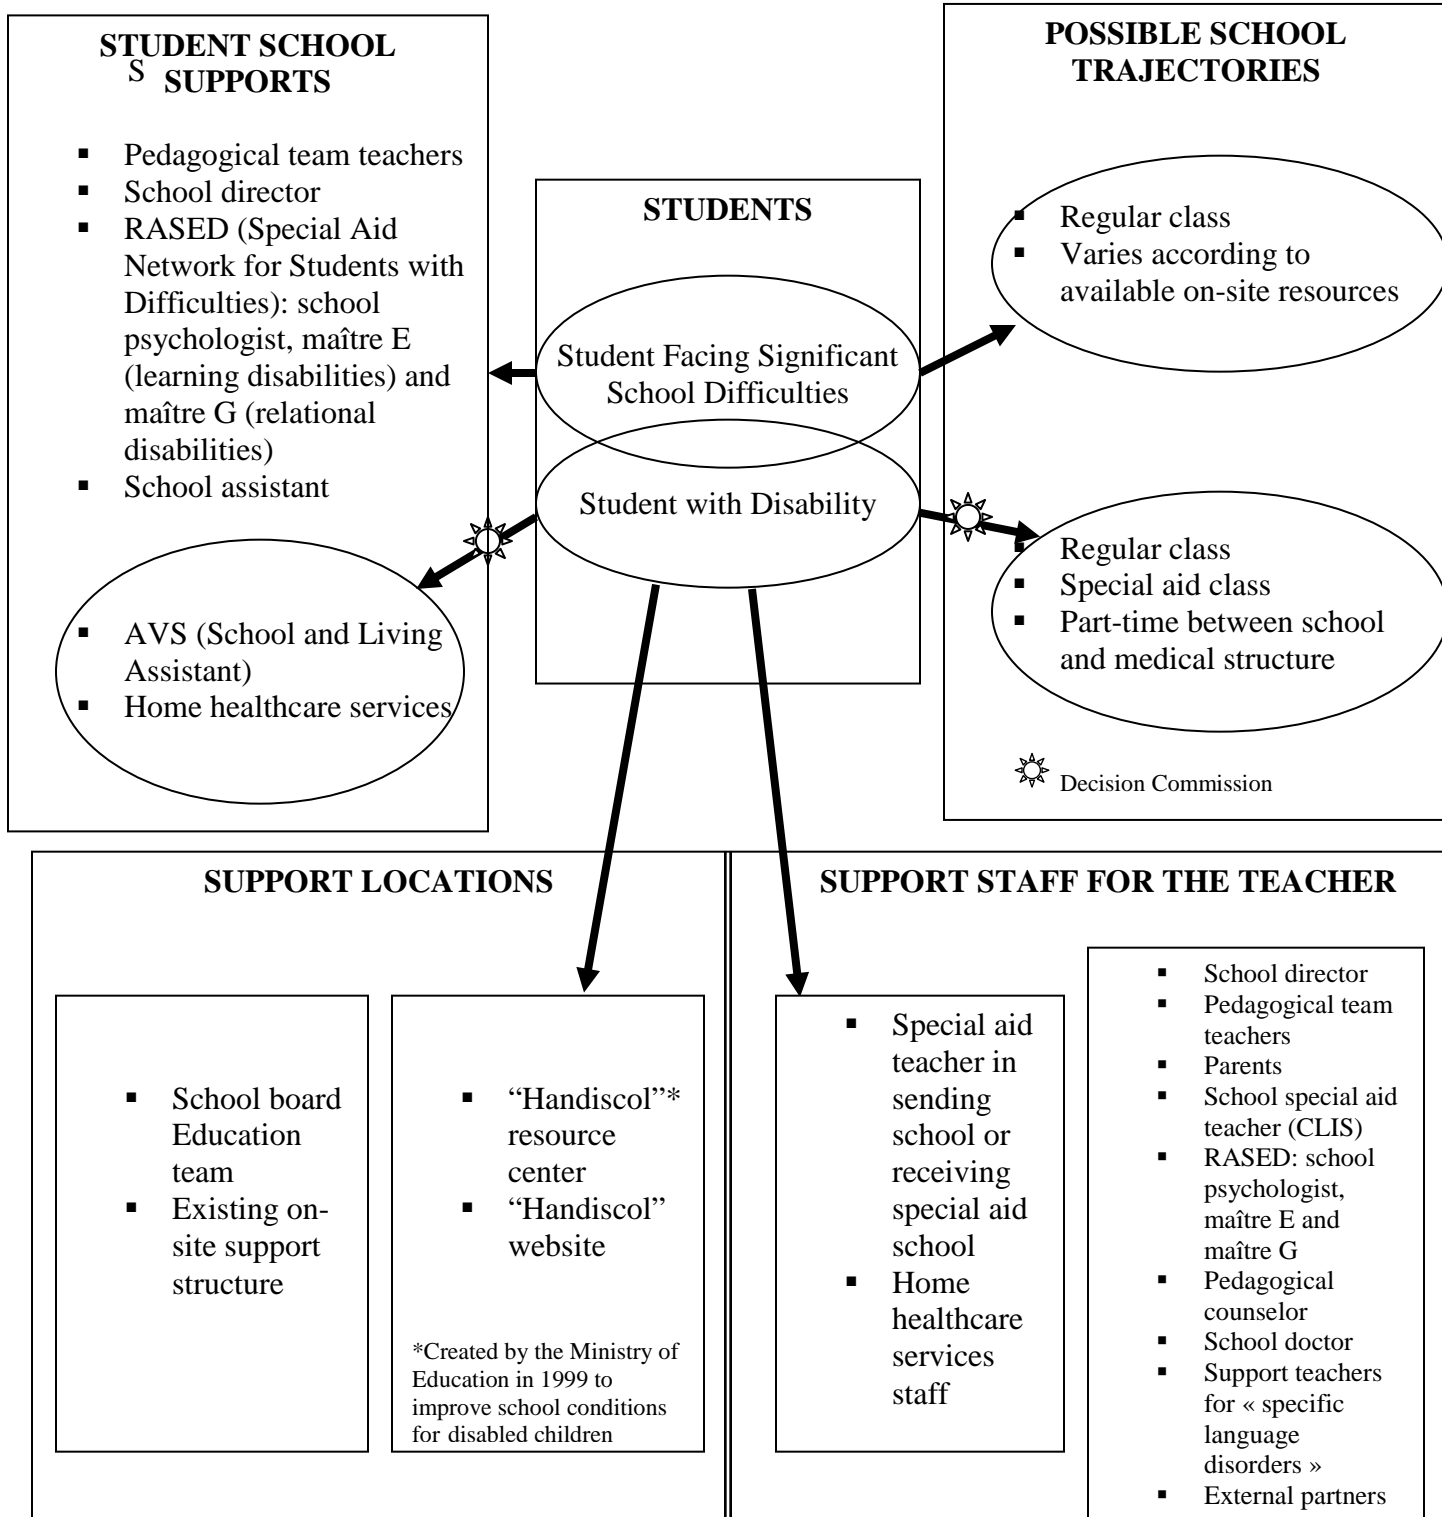 STUDENT SCHOOL
S
SUPPORTS
▪ Pedagogical team teachers
▪ School director
▪ RASED (Special Aid
Network for Students with
Difficulties): school
psychologist, maître E
(learning disabilities) and
maître G (relational
disabilities)
▪ School assistant
▪ AVS (School and Living
Assistant)
▪ Home healthcare services
STUDENTS
Student Facing Significant
School Difficulties
Student with Disability
POSSIBLE SCHOOL
TRAJECTORIES
▪ Regular class
▪ Varies according to
available on-site resources
▪ Regular class
▪ Special aid class
▪ Part-time between school
and medical structure
Decision Commission
SUPPORT LOCATIONS
▪ School board
Education
team
▪ Existing on-
site support
structure
▪ “Handiscol”*
resource
center
▪ “Handiscol”
website
*Created by the Ministry of
Education in 1999 to
improve school conditions
for disabled children
SUPPORT STAFF FOR THE TEACHER
▪ Special aid
teacher in
sending
school or
receiving
special aid
school
▪ Home
healthcare
services
staff
▪ School director
▪ Pedagogical team
teachers
▪ Parents
▪ School special aid
teacher (CLIS)
▪ RASED: school
psychologist,
maître E and
maître G
▪ Pedagogical
counselor
▪ School doctor
▪ Support teachers
for « specific
language
disorders »
▪ External partners